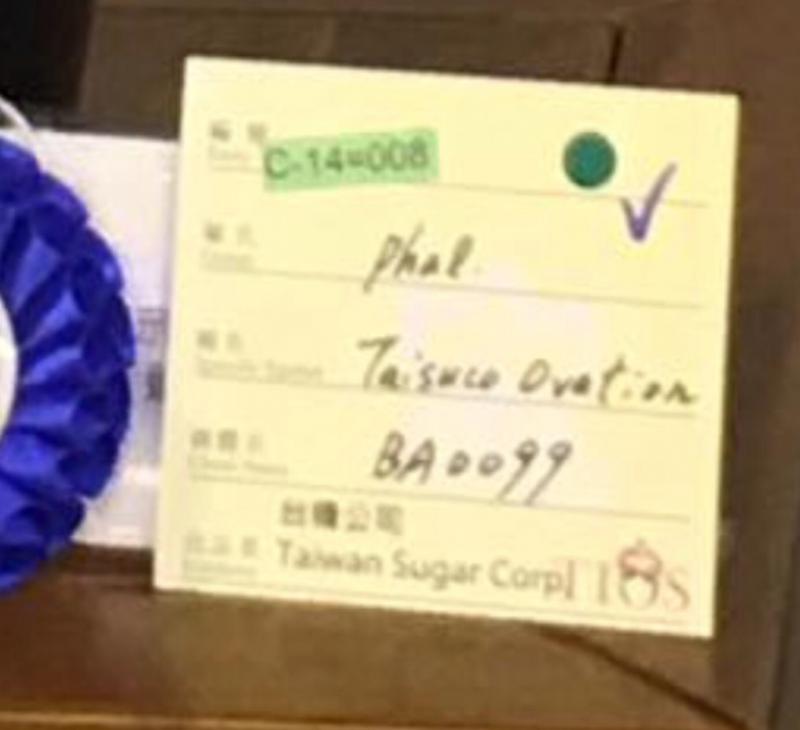 C-14-008
Phal.
Taisuco Ovation
BA0099
台糖公司
Taiwan Sugar Corp
TIOS